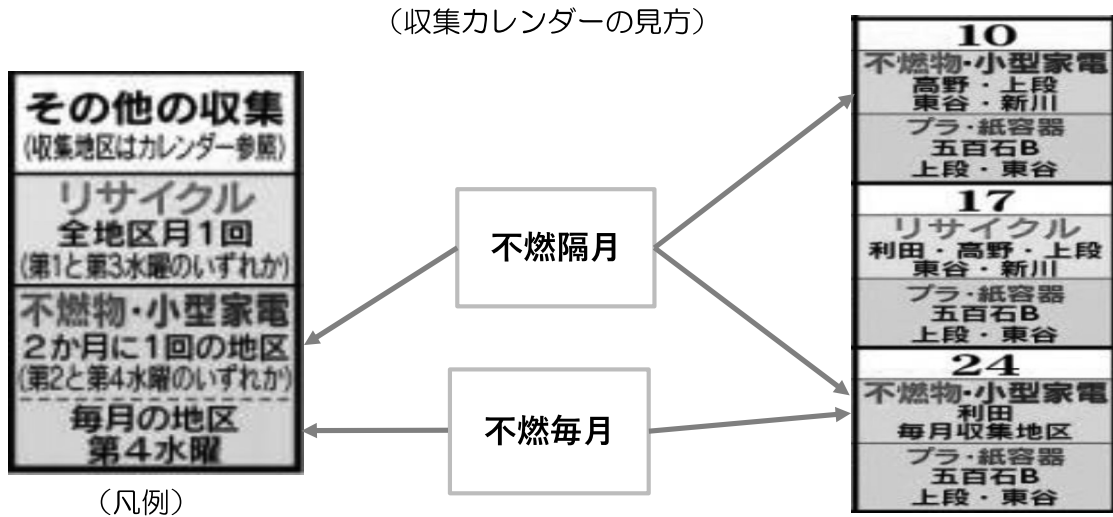 （収集カレンダーの見方）
その他の収集
（収集地区はカレンダー参照）
リサイクル
全地区月1回
（第1と第3水曜のいずれか）
不燃物・小型家電
2か月に1回の地区
（第2と第4水曜のいずれか）
毎月の地区
第4水曜
（凡例）
不燃隔月
不燃毎月
10
不燃物・小型家電
高野・上段
東谷・新川
プラ・紙容器
五百石B
上段・東谷
17
リサイクル
利田・高野・上段
東谷・新川
プラ・紙容器
五百石B
上段・東谷
24
不燃物・小型家電
利田
毎月収集地区
プラ・紙容器
五百石B
上段・東谷